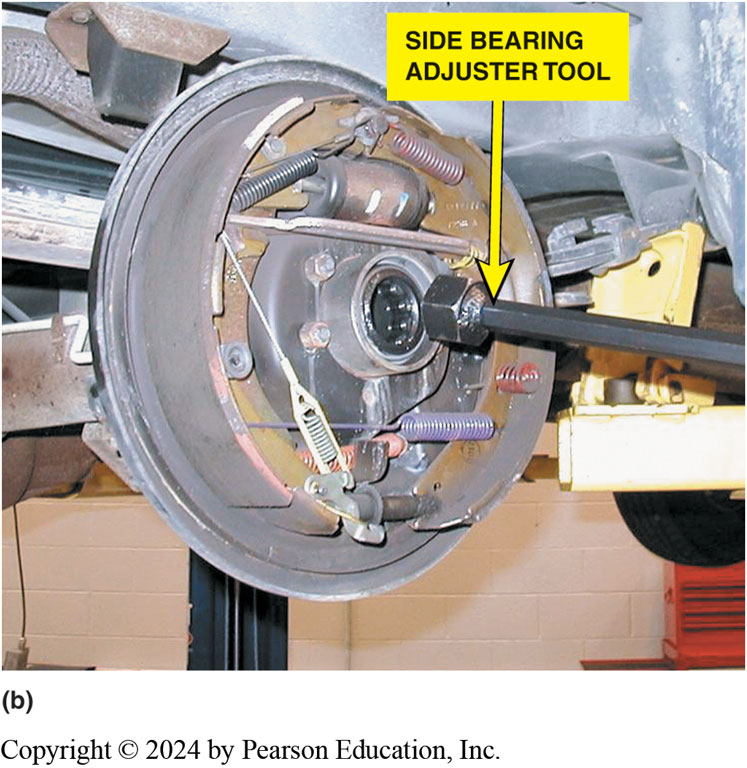 SIDE BEARING
ADJUSTER TOOL
(b)
Copyright © 2024 by Pearson Education, Inc.